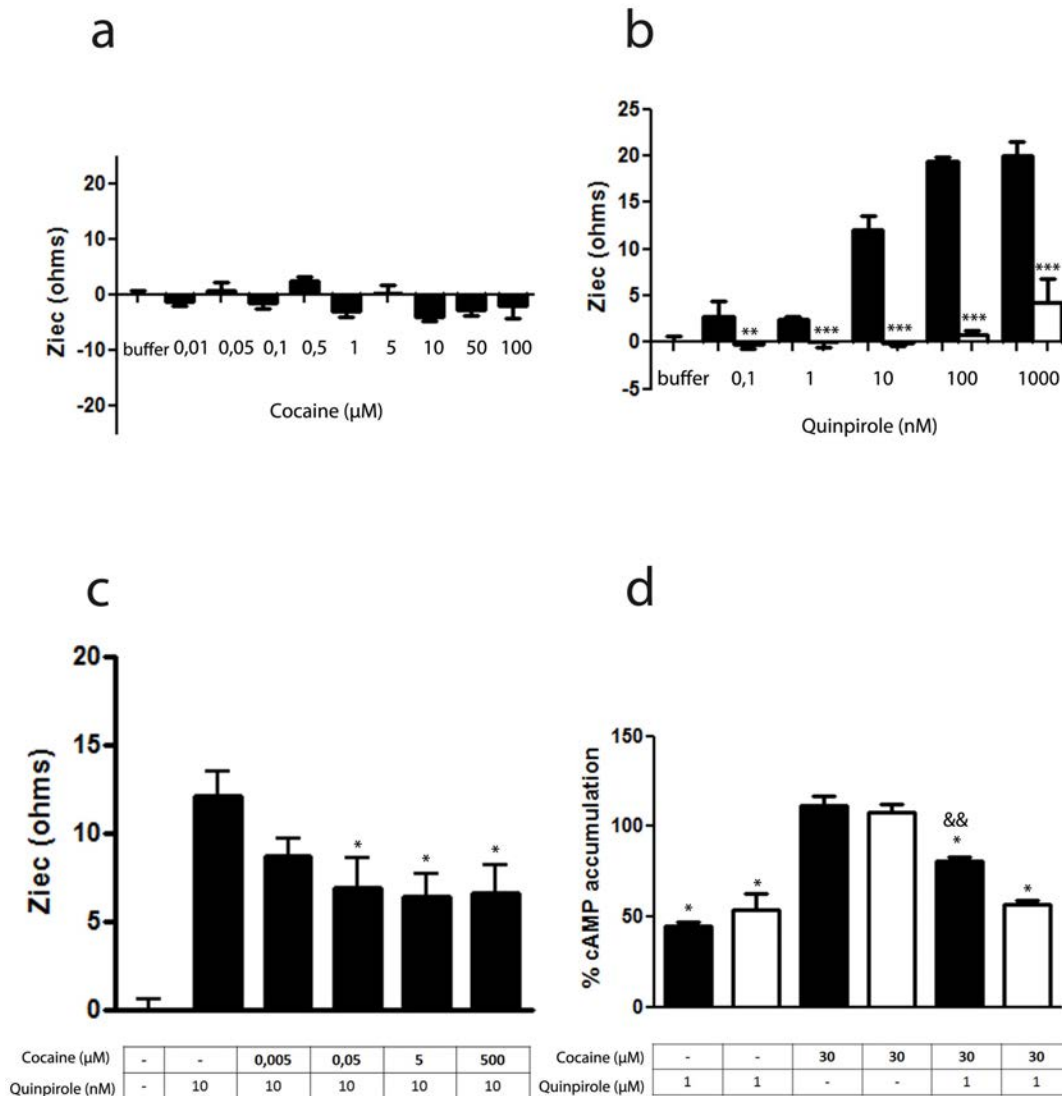 a
Ziec (ohms)
20
10
0
-10
-20
buffer 0,01 0,05 0,1 0,5 1 5 10 50 100
Cocaine (µM)
b
Ziec (ohms)
25
20
15
10
5
0
-5
** *** *** *** ***
buffer 0,1 1 10 100 1000
Quinpirole (nM)
c
Ziec (ohms)
20
15
10
5
0
* * *
Cocaine (µM) - - 0,005 0,05 5 500
Quinpirole (nM) - 10 10 10 10 10
d
% cAMP accumulation
150
100
50
0
&&
* * * *
Cocaine (µM) - - 30 30 30 30
Quinpirole (µM) 1 1 - - 1 1